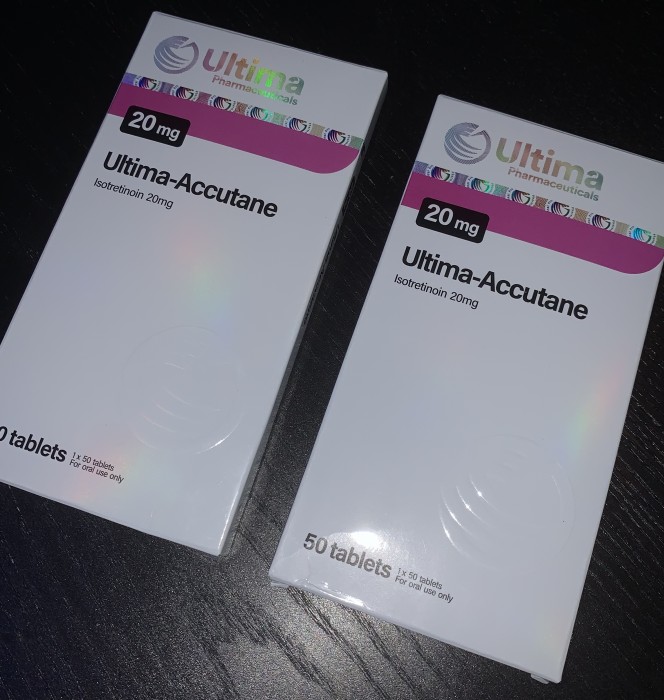 Ultima
Pharmaceuticals
20 mg
Ultima-Accutane
Isotretinoin 20mg
0 tablets
1 x 50 tablets
For oral use only
Ultima
Pharmaceuticals
20 mg
Ultima-Accutane
Isotretinoin 20mg
50 tablets
1 x 50 tablets
For oral use only